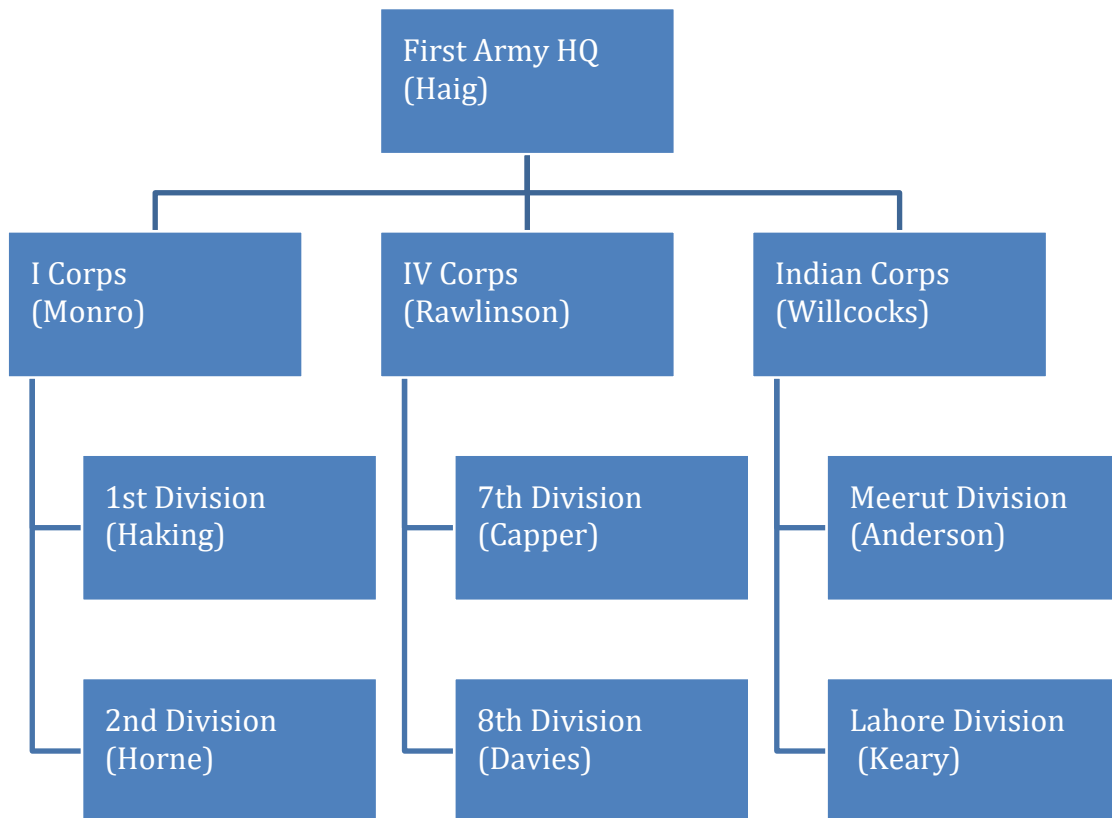 First Army HQ
(Haig)
I Corps
(Monro)
IV Corps
(Rawlinson)
Indian Corps
(Willcocks)
1st Division
(Haking)
7th Division
(Capper)
Meerut Division
(Anderson)
2nd Division
(Horne)
8th Division
(Davies)
Lahore Division
(Keary)